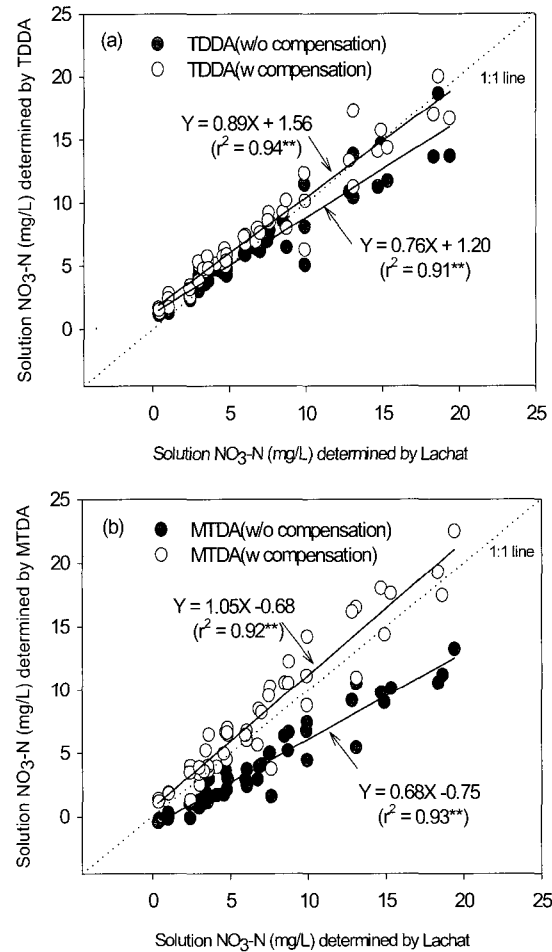 (a)
TDDA(w/o compensation)
TDDA(w compensation)
1:1 line
Y = 0.89X + 1.56
(r² = 0.94**)
Y = 0.76X + 1.20
(r² = 0.91**)
25
20
15
10
5
0
0 5 10 15 20 25
Solution NO₃-N (mg/L) determined by TDDA
Solution NO₃-N (mg/L) determined by Lachat
(b)
MTDA(w/o compensation)
MTDA(w compensation)
1:1 line
Y = 1.05X -0.68
(r² = 0.92**)
Y = 0.68X -0.75
(r² = 0.93**)
25
20
15
10
5
0
0 5 10 15 20 25
Solution NO₃-N (mg/L) determined by MTDA
Solution NO₃-N (mg/L) determined by Lachat